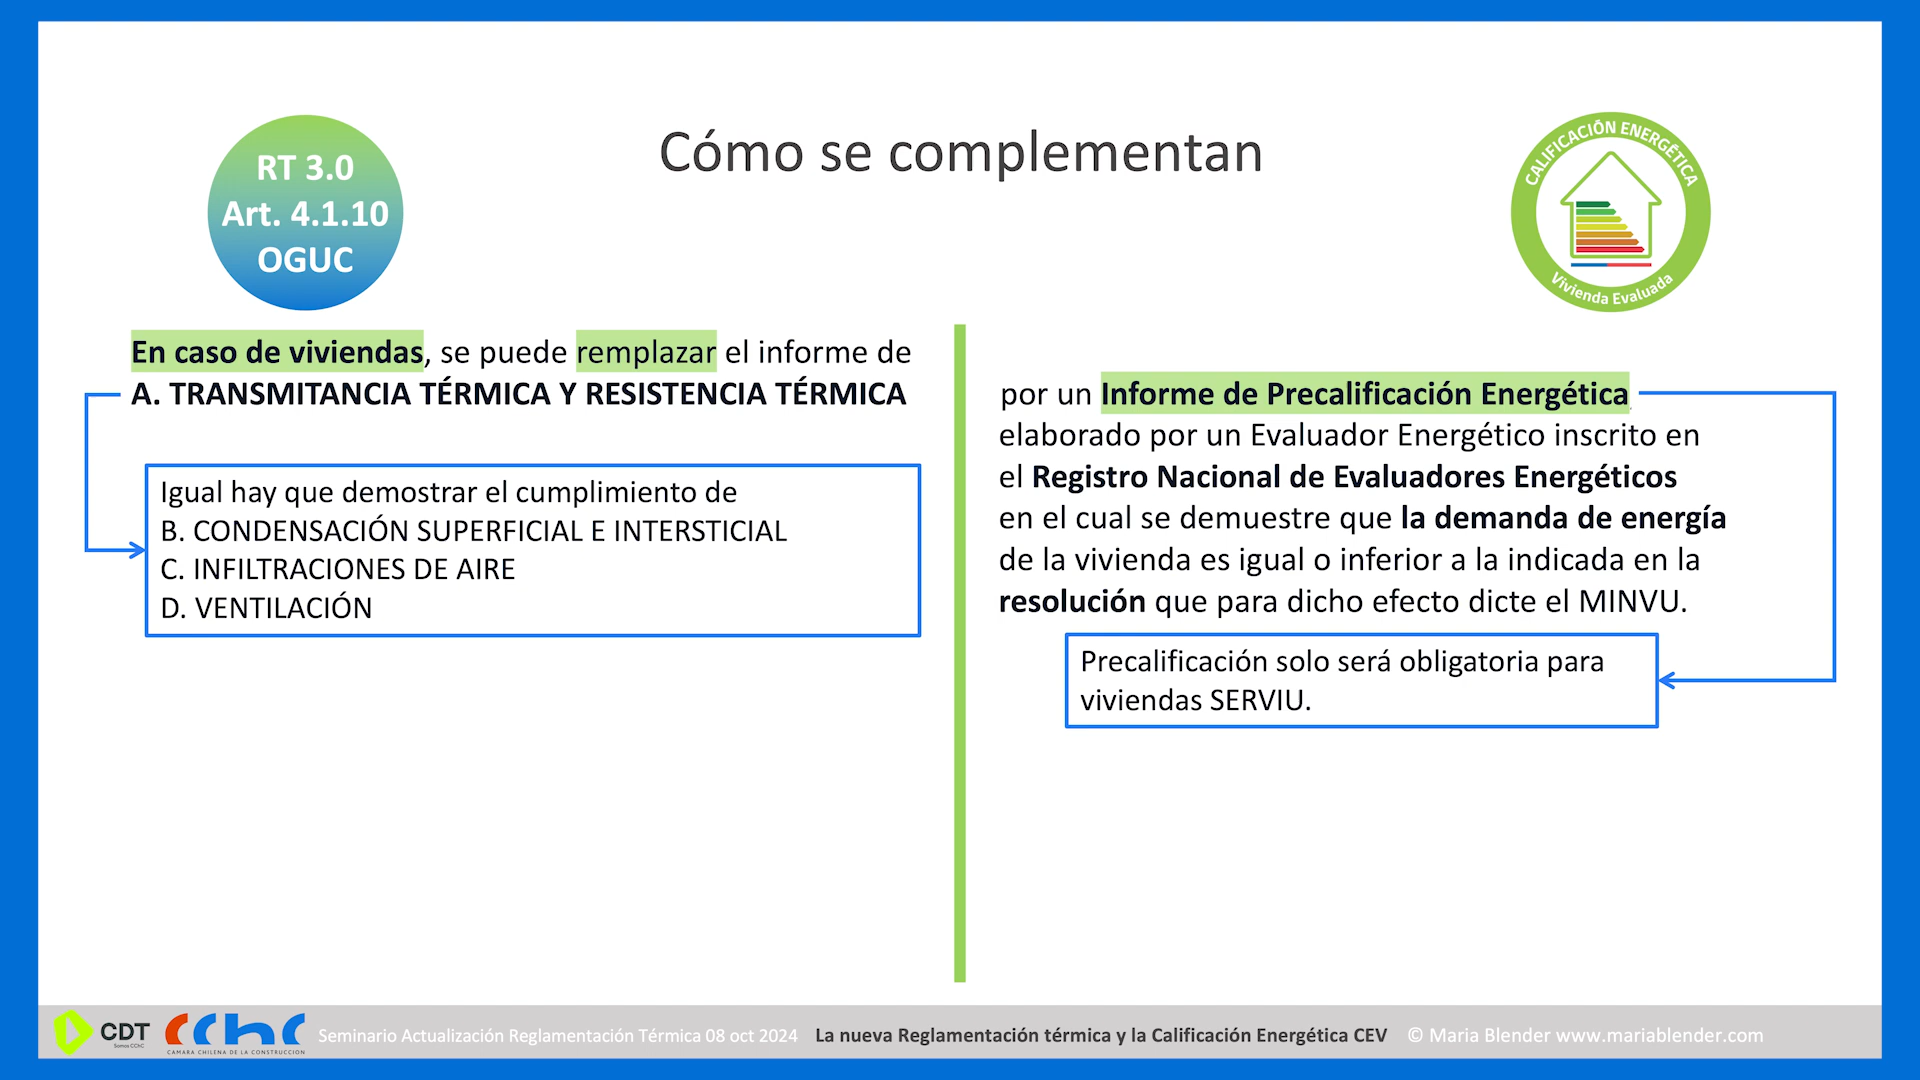 RT 3.0
Art. 4.1.10
OGUC
Cómo se complementan
CALIFICACIÓN ENERGÉTICA
Vivienda Evaluada
En caso de viviendas, se puede remplazar el informe de
A. TRANSMITANCIA TÉRMICA Y RESISTENCIA TÉRMICA
Igual hay que demostrar el cumplimiento de
B. CONDENSACIÓN SUPERFICIAL E INTERSTICIAL
C. INFILTRACIONES DE AIRE
D. VENTILACIÓN
por un Informe de Precalificación Energética
elaborado por un Evaluador Energético inscrito en
el Registro Nacional de Evaluadores Energéticos
en el cual se demuestre que la demanda de energía
de la vivienda es igual o inferior a la indicada en la
resolución que para dicho efecto dicte el MINVU.
Precalificación solo será obligatoria para
viviendas SERVIU.
CDT
Somos CChC
cchc
CÁMARA CHILENA DE LA CONSTRUCCIÓN
Seminario Actualización Reglamentación Térmica 08 oct 2024 La nueva Reglamentación térmica y la Calificación Energética CEV © Maria Blender www.mariablender.com